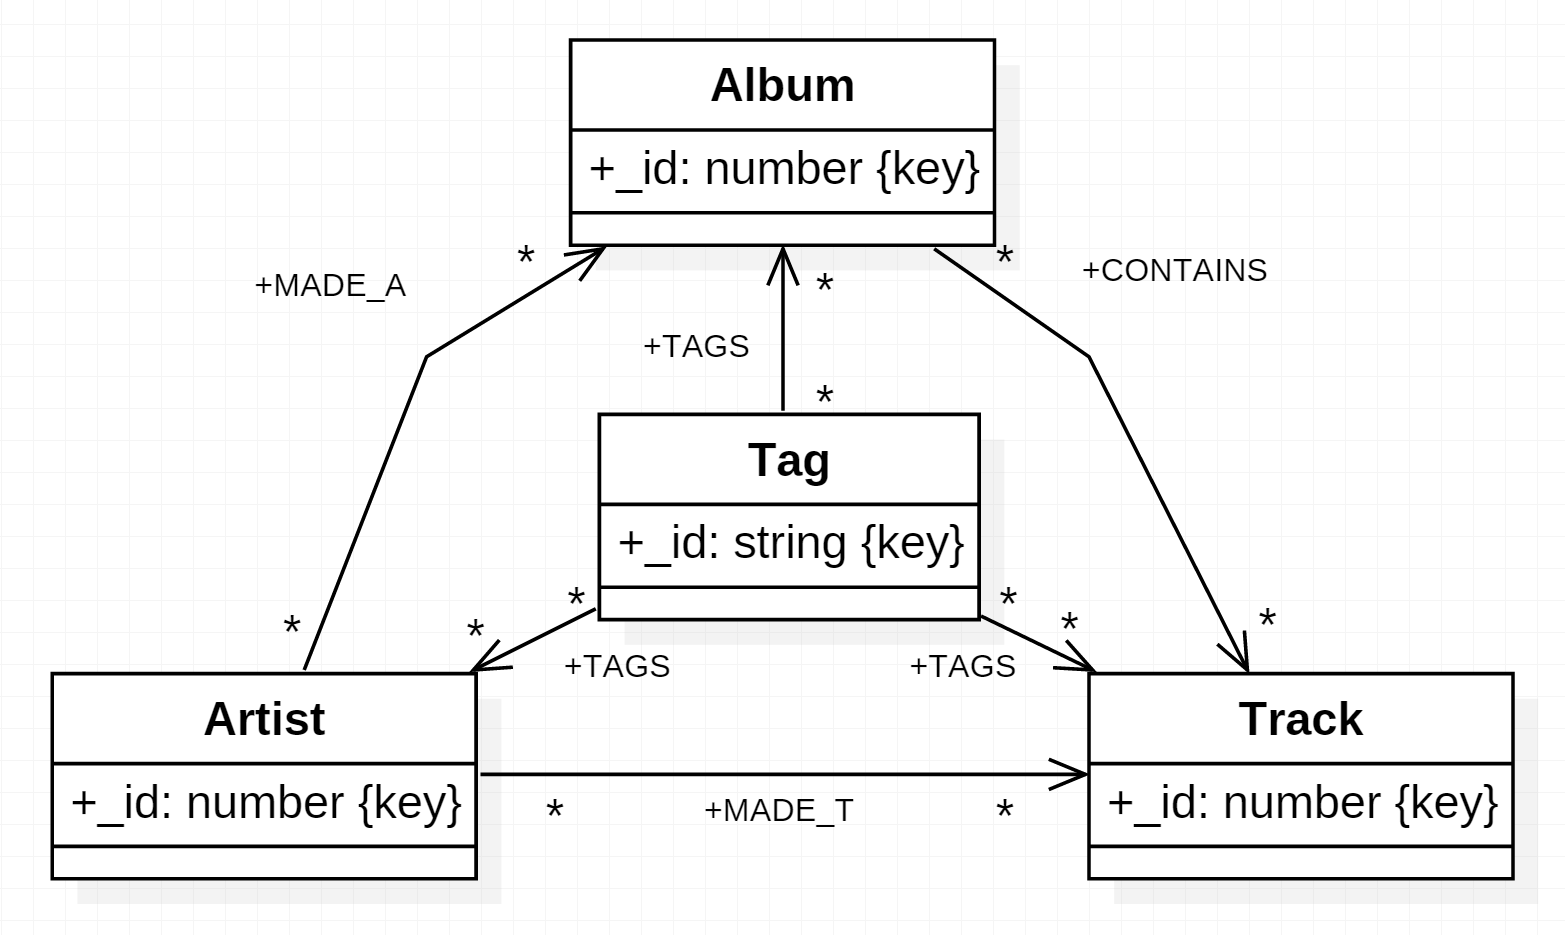 Album
+_id: number {key}
*
*
+MADE_A
+CONTAINS
*
+TAGS
*
Tag
+_id: string {key}
*
*
*
*
*
*
+TAGS
+TAGS
Artist
Track
+_id: number {key}
+_id: number {key}
*
+MADE_T
*